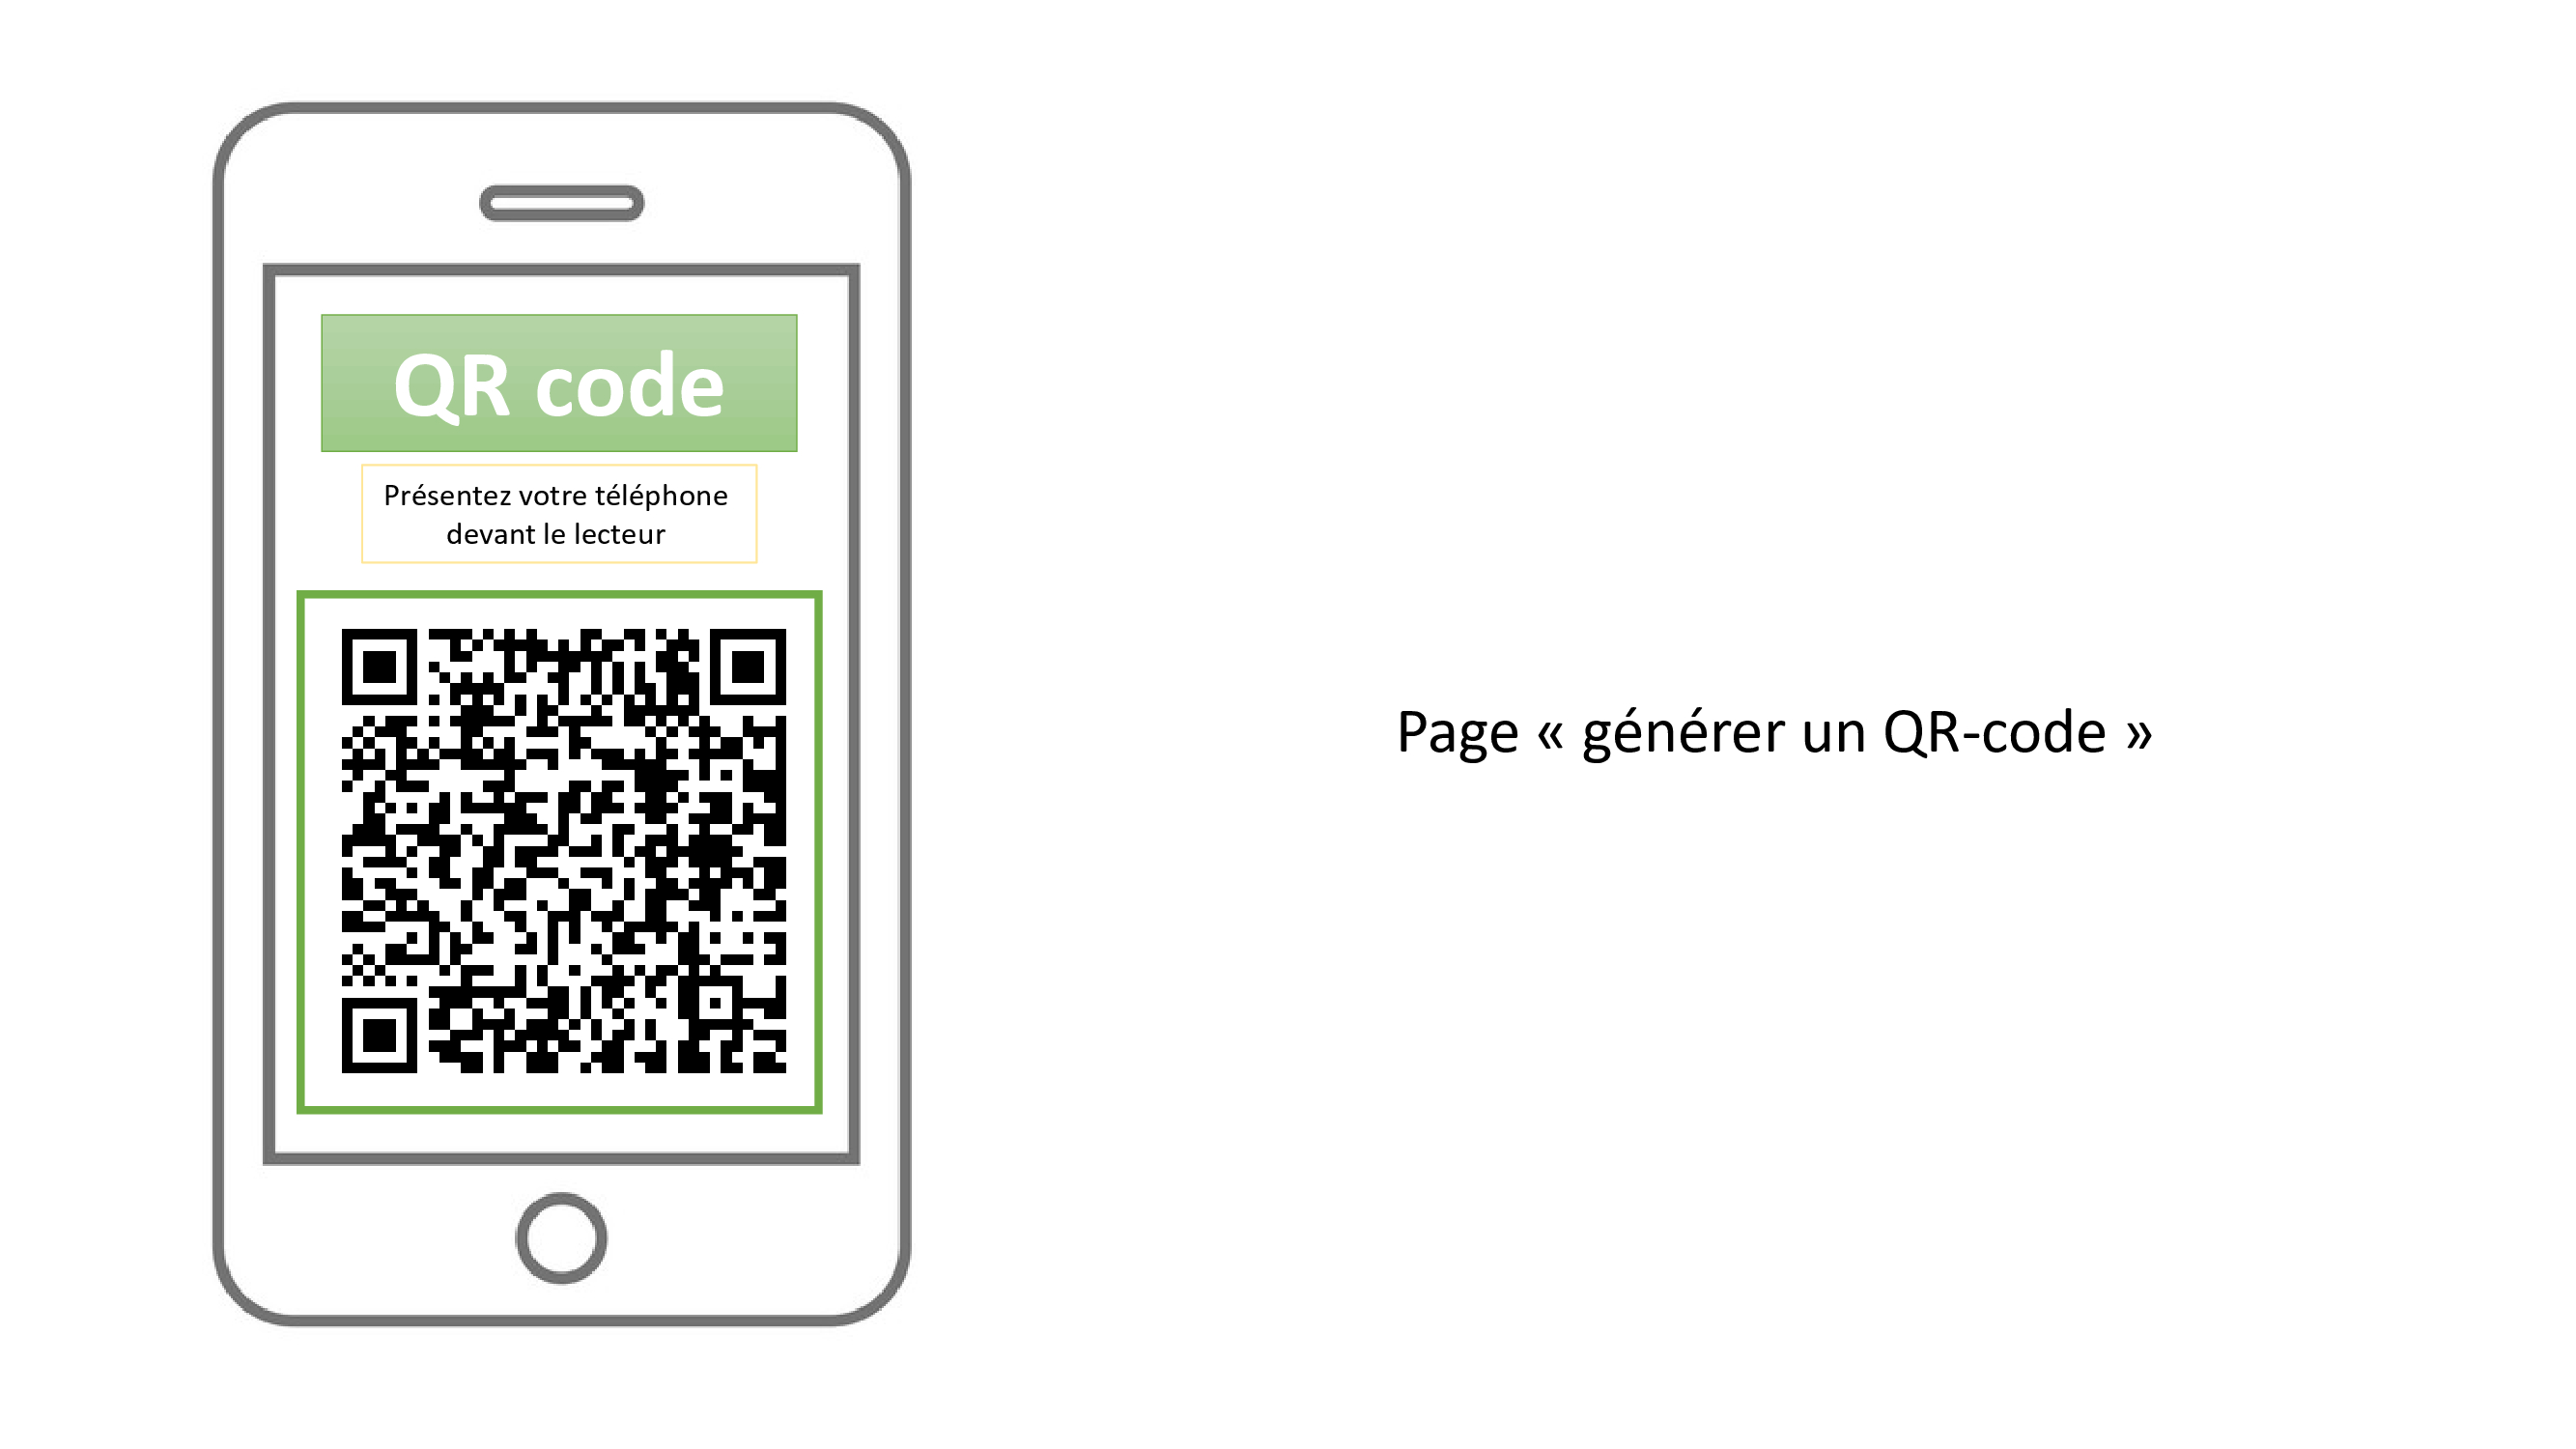 QR code
Présentez votre téléphone
devant le lecteur
Page « générer un QR-code »